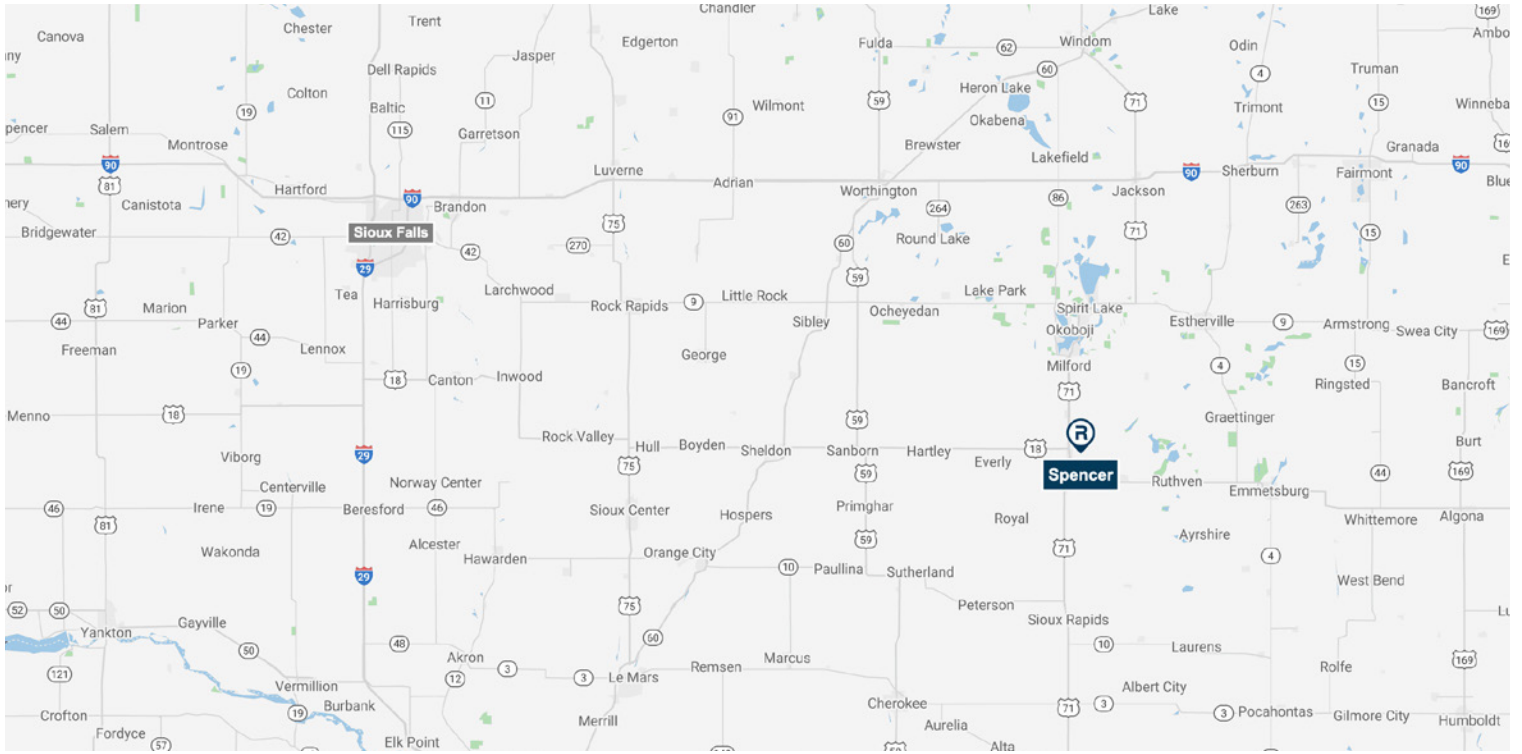 Chandler
Lake
169
Trent
Chester
Canova
Ambo
Edgerton
Fulda
62
Windom
Odin
ny
Jasper
Dell Rapids
60
4
Truman
Heron Lake
Colton
11
59
71
15
Baltic
Wilmont
Trimont
Winneba
19
91
Okabena
pencer
Salem
115
Garretson
Montrose
Brewster
Granada
169
Lakefield
90
Luverne
90
Sherburn
Fairmont
90
81
Hartford
Adrian
Worthington
Jackson
Blue
nery
Canistota
90
Brandon
264
86
263
75
Bridgewater
42
Sioux Falls
42
270
60
Round Lake
71
15
E
29
59
Tea
Larchwood
Lake Park
Marion
81
Harrisburg
Rock Rapids
9
Little Rock
Ocheyedan
Spirit Lake
44
Parker
Sibley
Okoboji
Estherville
9
Armstrong
Swea City
169
44
Freeman
Lennox
George
Milford
4
15
19
18
Canton
Inwood
71
Ringsted
Bancroft
Menno
18
59
Graettinger
R
Rock Valley
Hull
Boyden
Sheldon
Sanborn
Hartley
18
Burt
29
Everly
Viborg
75
59
Spencer
44
169
Centerville
Norway Center
Ruthven
Emmetsburg
46
Irene
19
Beresford
46
Sioux Center
Hospers
Primghar
Royal
Whittemore
Algona
81
Wakonda
Alcester
59
71
Ayrshire
Hawarden
Orange City
4
29
10
Paullina
Sutherland
West Bend
or
52
50
75
Peterson
Lu
Yankton
Gayville
Sioux Rapids
48
60
10
Laurens
50
Akron
Marcus
169
121
12
3
3
Le Mars
Remsen
Rolfe
Vermillion
Albert City
Crofton
19
Burbank
Cherokee
71
3
3
Pocahontas
Gilmore City
Humboldt
Fordyce
Merrill
Aurelia
57
Elk Point
59
Alta